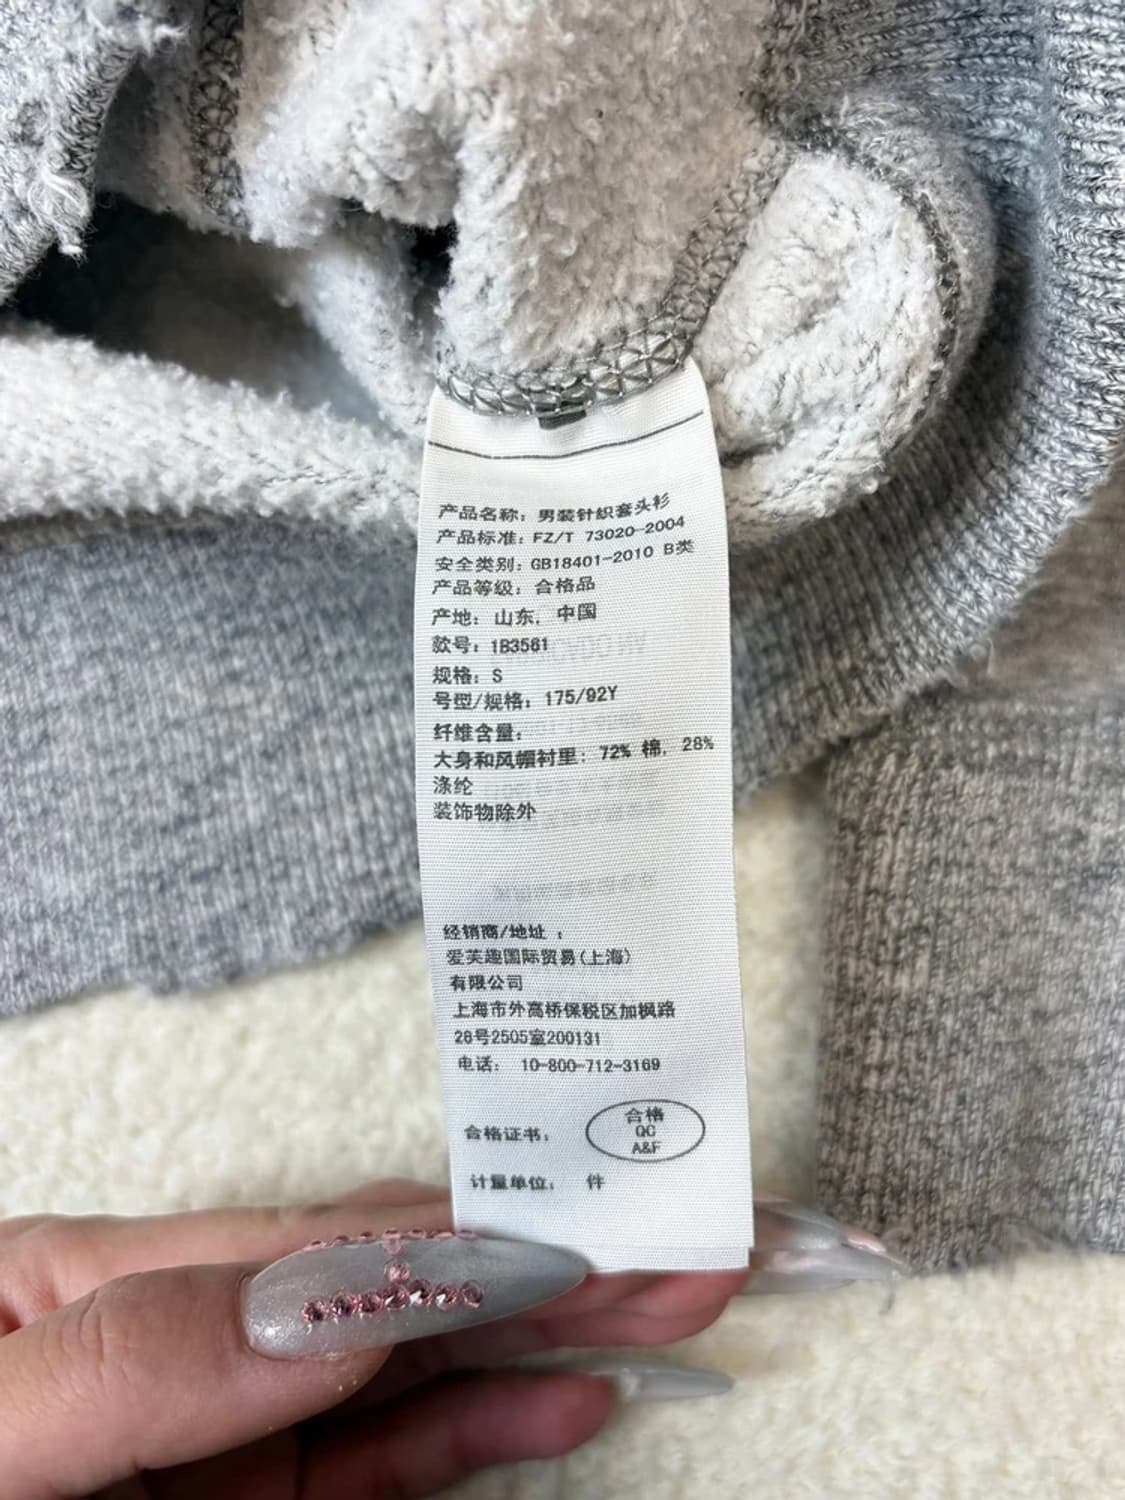 产品名称：男装针织套头衫
产品标准：FZ/T 73020-2004
安全类别：GB18401-2010 B类
产品等级：合格品
产地：山东，中国
款号：1B3561
规格：S
号型/规格：175/92Y
纤维含量：
大身和风帽衬里：72% 棉，28%
涤纶
装饰物除外
经销商/地址：
爱芙趣国际贸易(上海)
有限公司
上海市外高桥保税区加枫路
28号2505室200131
电话： 10-800-712-3169
合格证书：
合格
QC
A&F
计量单位： 件